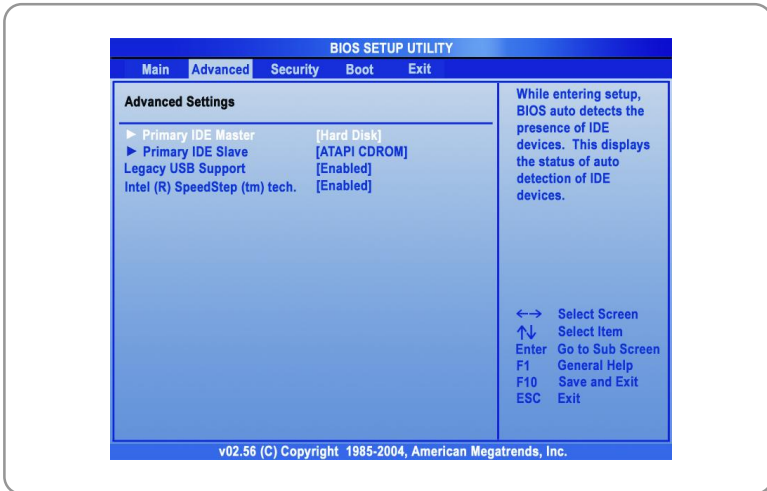 BIOS SETUP UTILITY
Main Advanced Security Boot Exit
Advanced Settings
► Primary IDE Master [Hard Disk]
► Primary IDE Slave [ATAPI CDROM]
Legacy USB Support [Enabled]
Intel (R) SpeedStep (tm) tech. [Enabled]
While entering setup,
BIOS auto detects the
presence of IDE
devices. This displays
the status of auto
detection of IDE
devices.
←→ Select Screen
↑↓ Select Item
Enter Go to Sub Screen
F1 General Help
F10 Save and Exit
ESC Exit
v02.56 (C) Copyright 1985-2004, American Megatrends, Inc.